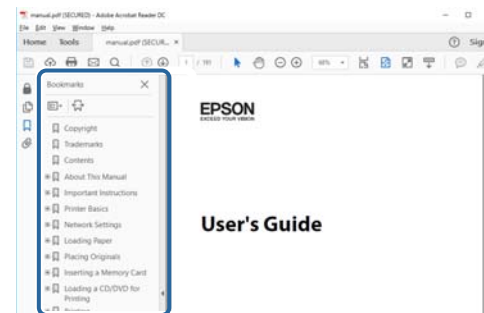 manual.pdf (SECURED) - Adobe Acrobat Reader DC
File Edit View Window Help
Home Tools manual.pdf (SECUR... × Sig
1 / 191
Bookmarks
Copyright
Trademarks
Contents
About This Manual
Important Instructions
Printer Basics
Network Settings
Loading Paper
Placing Originals
Inserting a Memory Card
Loading a CD/DVD for
Printing
Printing
EPSON
EXCEED YOUR VISION
User's Guide